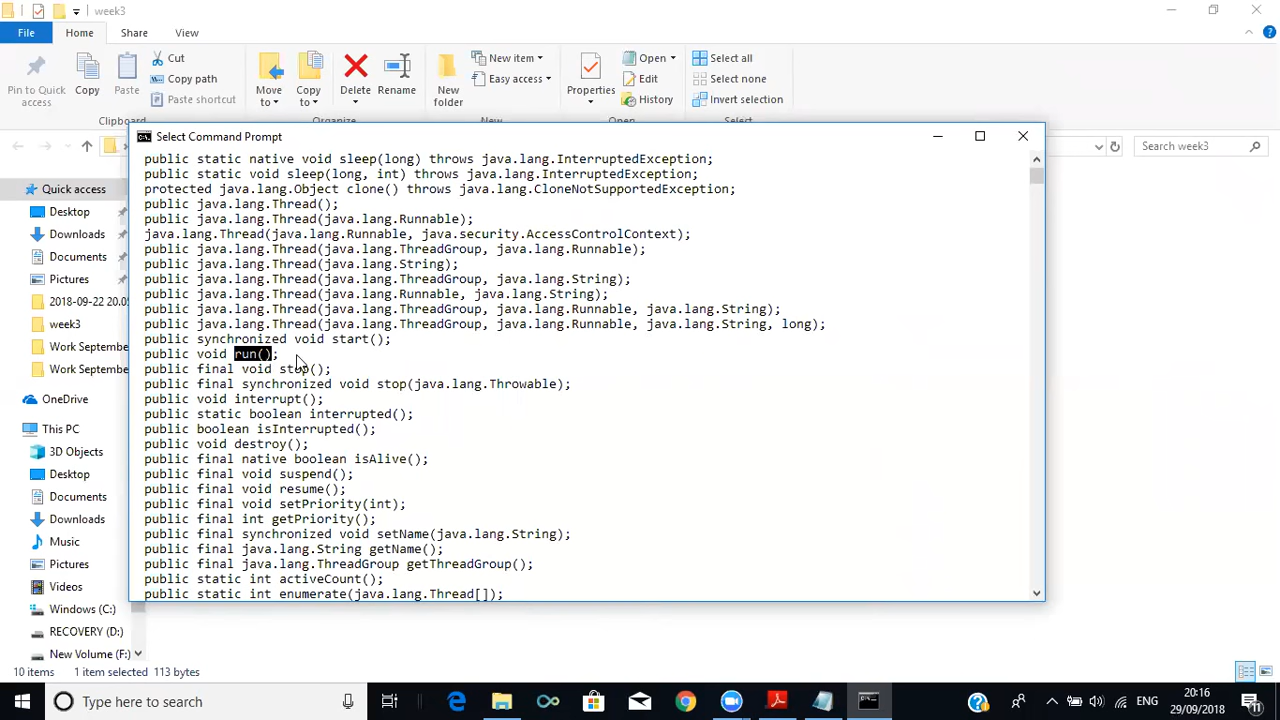 week3
File
Home
Share
View
Pin to Quick access
Copy
Paste
Cut
Copy path
Paste shortcut
Clipboard
Move to
Copy to
Delete
Rename
Organize
New folder
New item
Easy access
New
Properties
Open
Edit
History
Open
Select all
Select none
Invert selection
Select
Search week3
Quick access
Desktop
Downloads
Documents
Pictures
2018-09-22 20.0
week3
Work September
Work September
OneDrive
This PC
3D Objects
Desktop
Documents
Downloads
Music
Pictures
Videos
Windows (C:)
RECOVERY (D:)
New Volume (F:)
Select Command Prompt
public static native void sleep(long) throws java.lang.InterruptedException;
public static void sleep(long, int) throws java.lang.InterruptedException;
protected java.lang.Object clone() throws java.lang.CloneNotSupportedException;
public java.lang.Thread();
public java.lang.Thread(java.lang.Runnable);
java.lang.Thread(java.lang.Runnable, java.security.AccessControlContext);
public java.lang.Thread(java.lang.ThreadGroup, java.lang.Runnable);
public java.lang.Thread(java.lang.String);
public java.lang.Thread(java.lang.ThreadGroup, java.lang.String);
public java.lang.Thread(java.lang.Runnable, java.lang.String);
public java.lang.Thread(java.lang.ThreadGroup, java.lang.Runnable, java.lang.String);
public java.lang.Thread(java.lang.ThreadGroup, java.lang.Runnable, java.lang.String, long);
public synchronized void start();
public void run();
public final void stop();
public final synchronized void stop(java.lang.Throwable);
public void interrupt();
public static boolean interrupted();
public boolean isInterrupted();
public void destroy();
public final native boolean isAlive();
public final void suspend();
public final void resume();
public final void setPriority(int);
public final int getPriority();
public final synchronized void setName(java.lang.String);
public final java.lang.String getName();
public final java.lang.ThreadGroup getThreadGroup();
public static int activeCount();
public static int enumerate(java.lang.Thread[]);
10 items 1 item selected 113 bytes
Type here to search
ENG
20:16
29/09/2018
11